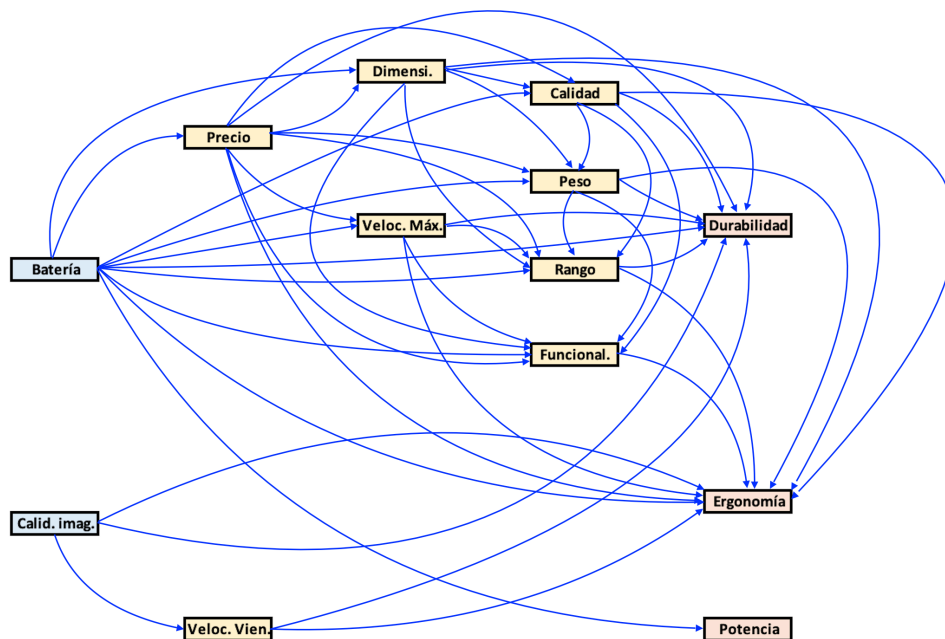 Dimensi.
Calidad
Precio
Peso
Veloc. Máx.
Durabilidad
Batería
Rango
Funcional.
Ergonomía
Calid. imag.
Veloc. Vien.
Potencia